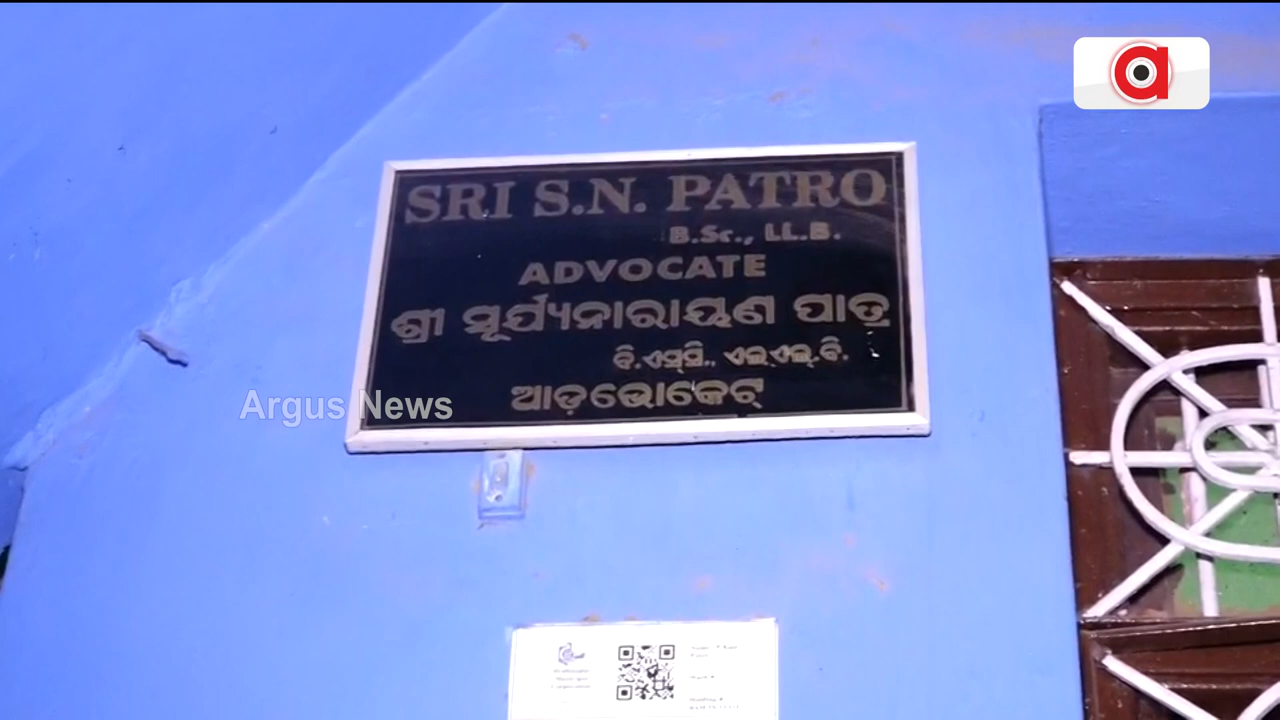 SRI S.N. PATRO
B.Sc., LL.B.
ADVOCATE
ଶ୍ରୀ ସୂର୍ଯ୍ୟନାରାୟଣ ପାତ୍ର
ବି.ଏସ୍‌ସି., ଏଲ୍‌.ଏଲ୍‌.ବି.
ଆଡ଼ଭୋକେଟ୍
Argus News